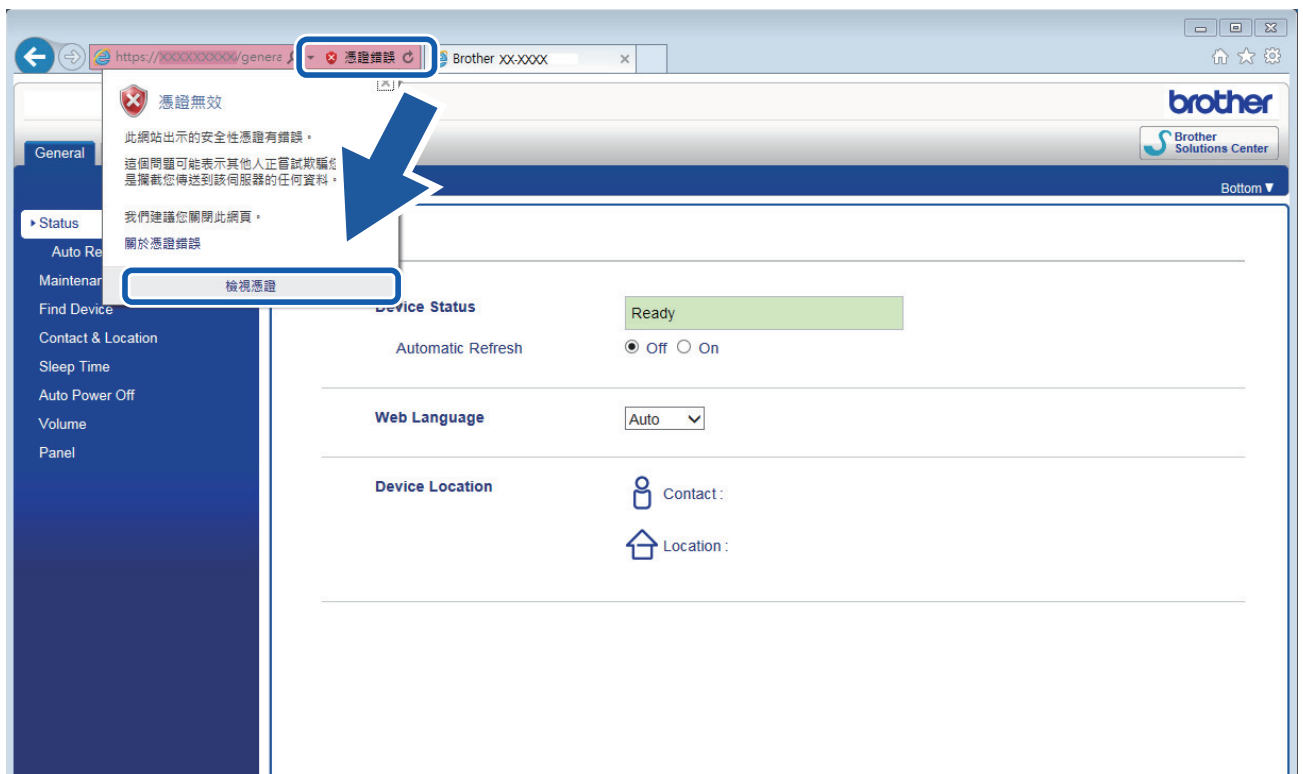 https://XXXXXXXXXX/genera
憑證錯誤
Brother XX-XXXX
brother
憑證無效
此網站出示的安全性憑證有錯誤。
這個問題可能表示其他人正嘗試欺騙
是攔截您傳送到該伺服器的任何資料。
我們建議您關閉此網頁。
關於憑證錯誤
檢視憑證
General
Brother
Solutions Center
Bottom▼
Status
Auto Re
Maintenan
Find Device
Contact & Location
Sleep Time
Auto Power Off
Volume
Panel
Device Status
Ready
Automatic Refresh
Off On
Web Language
Auto
Device Location
Contact :
Location :